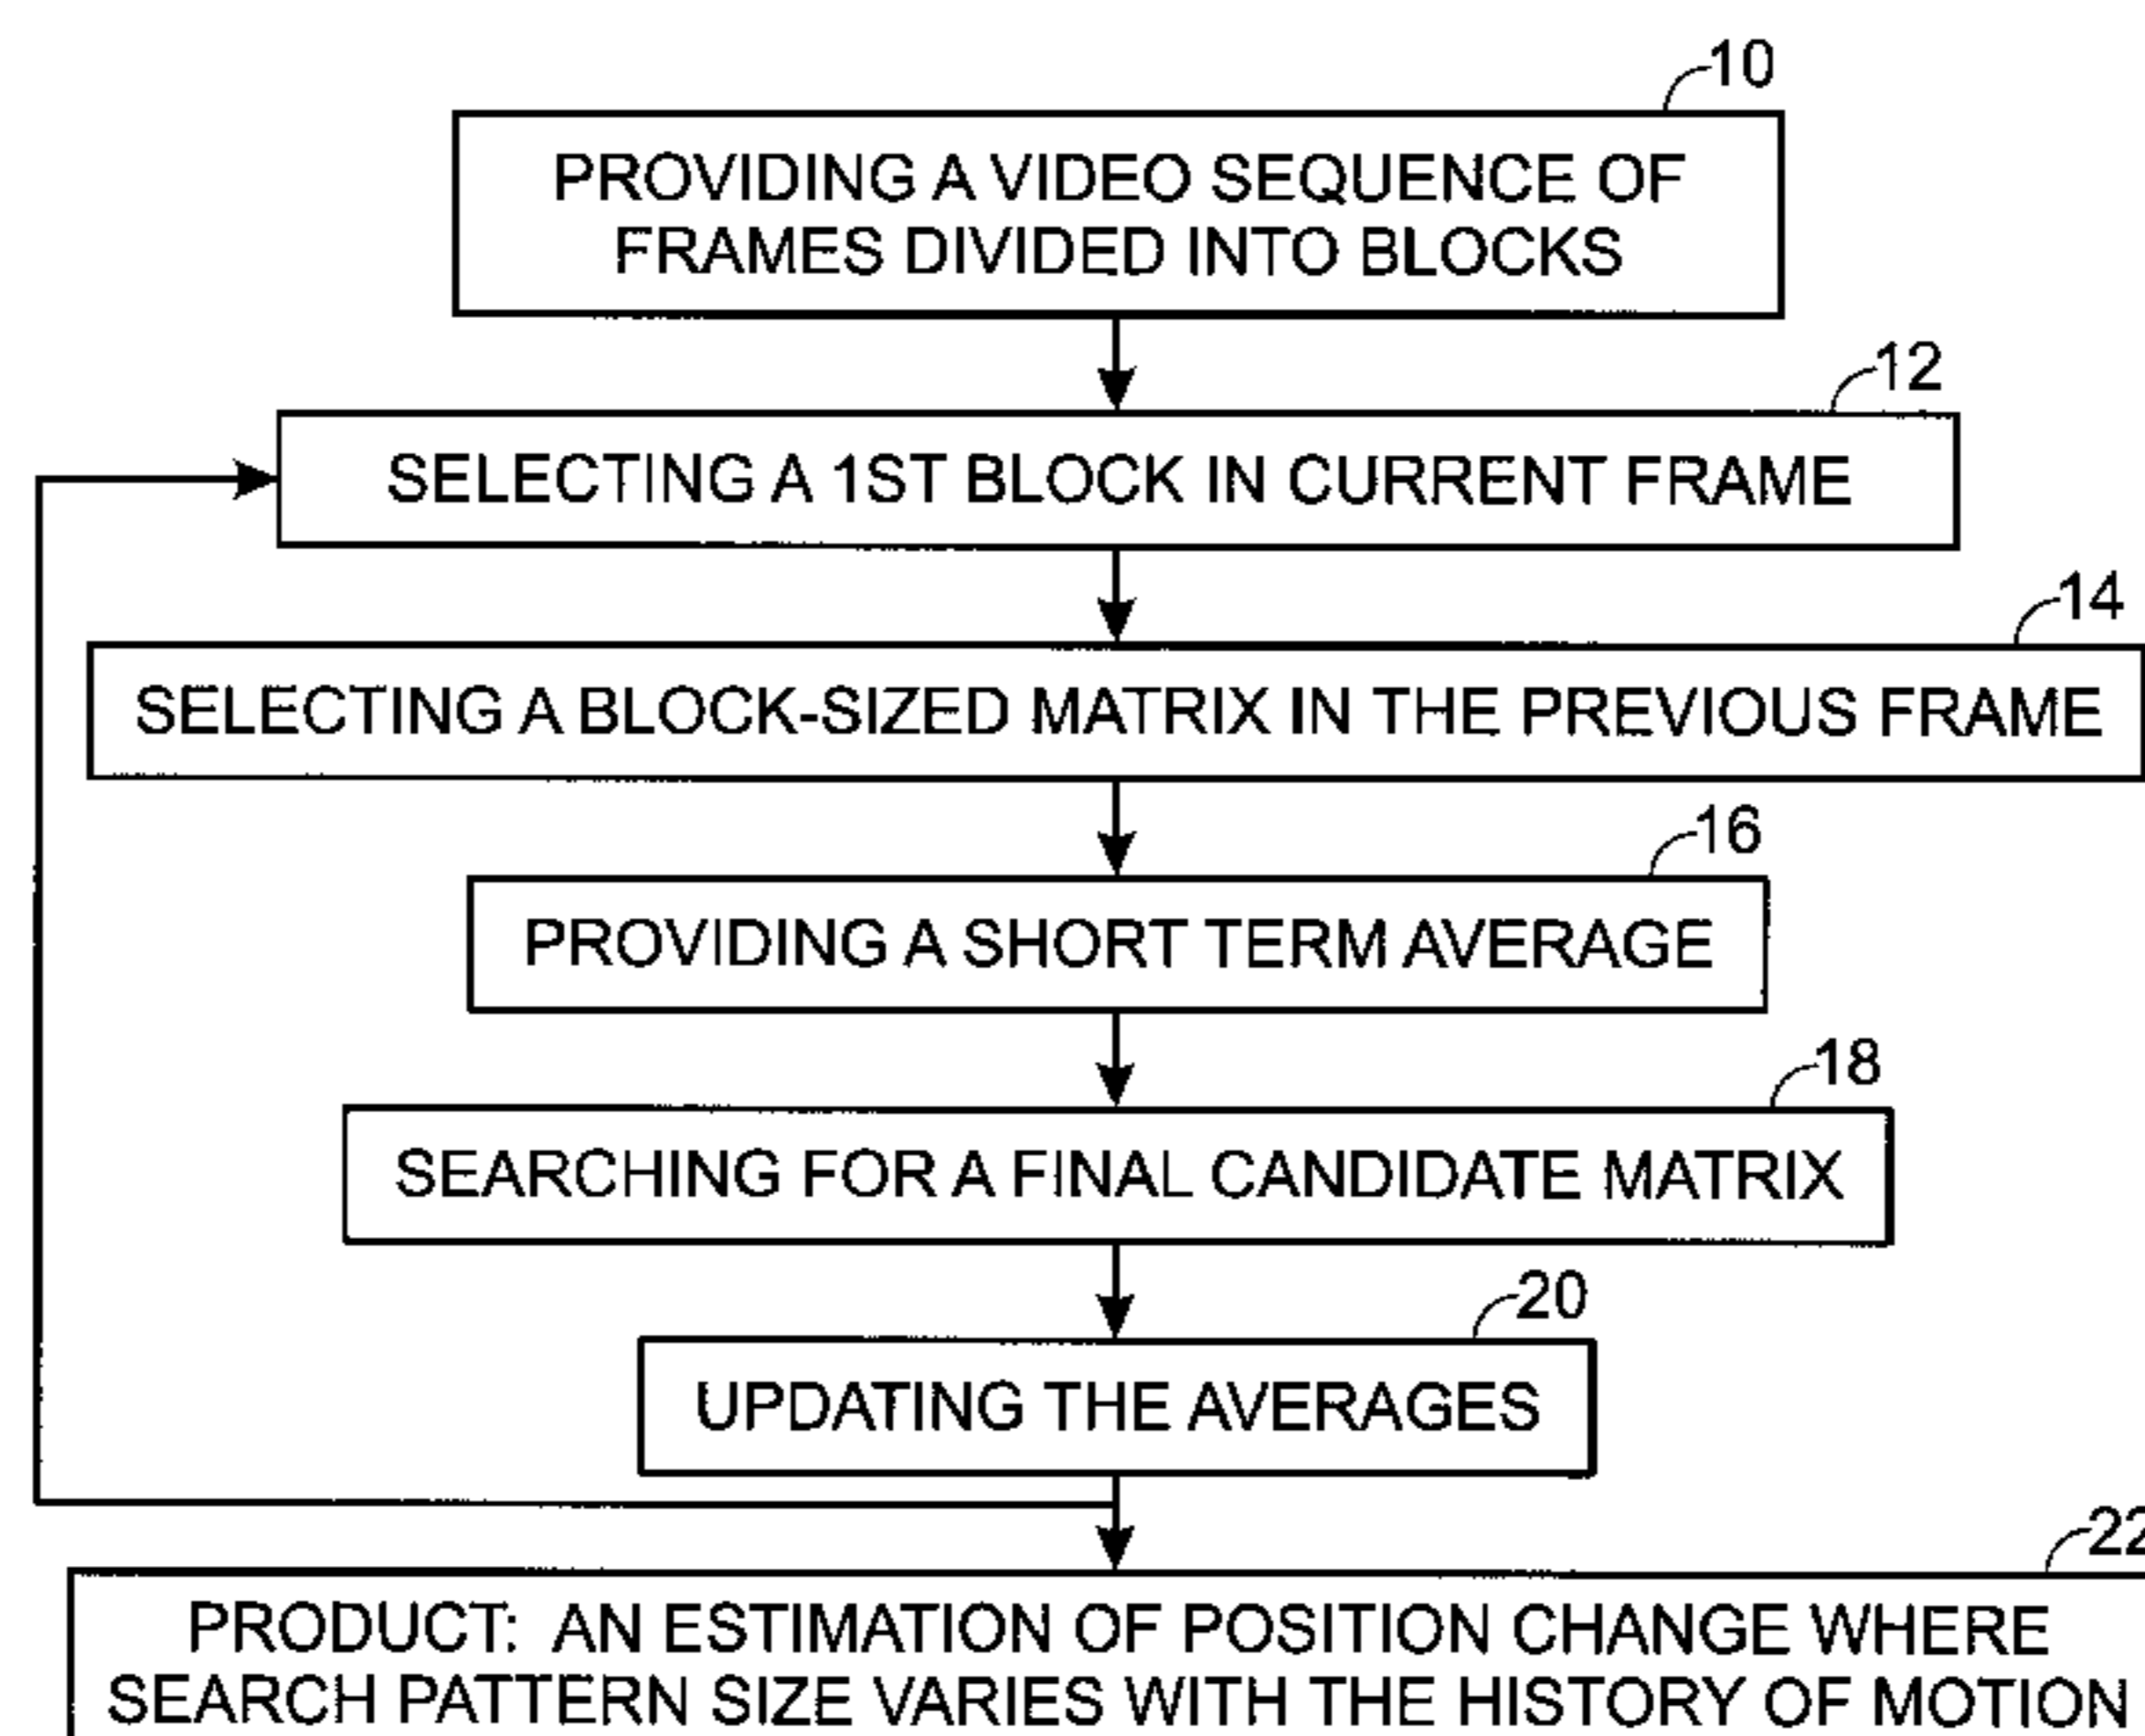 10
PROVIDING A VIDEO SEQUENCE OF
FRAMES DIVIDED INTO BLOCKS
12
SELECTING A 1ST BLOCK IN CURRENT FRAME
14
SELECTING A BLOCK-SIZED MATRIX IN THE PREVIOUS FRAME
16
PROVIDING A SHORT TERM AVERAGE
18
SEARCHING FOR A FINAL CANDIDATE MATRIX
20
UPDATING THE AVERAGES
22
PRODUCT: AN ESTIMATION OF POSITION CHANGE WHERE
SEARCH PATTERN SIZE VARIES WITH THE HISTORY OF MOTION